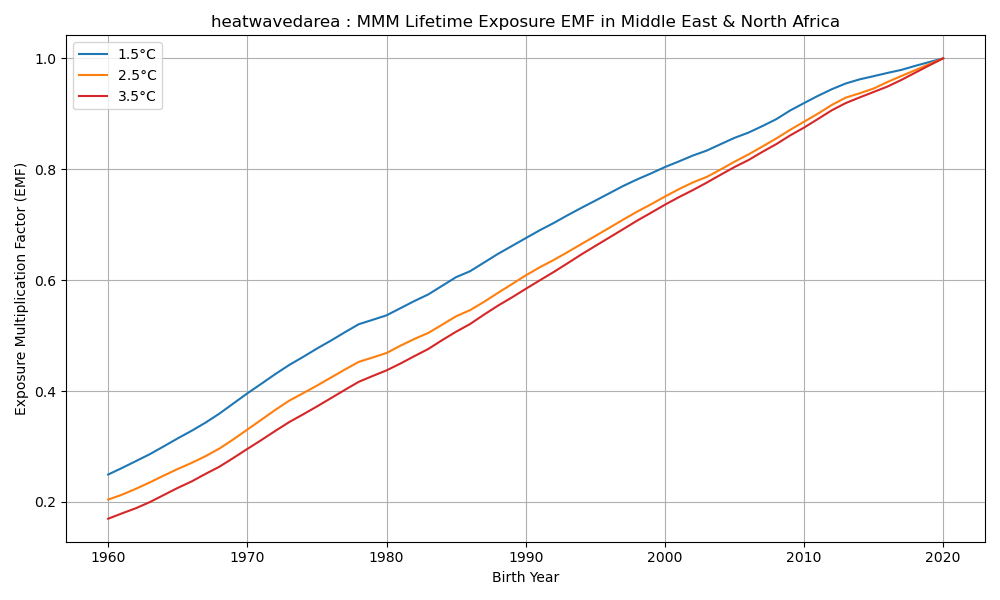 heatwavedarea : MMM Lifetime Exposure EMF in Middle East & North Africa
1.5°C
2.5°C
3.5°C
Exposure Multiplication Factor (EMF)
1.0
0.8
0.6
0.4
0.2
1960 1970 1980 1990 2000 2010 2020
Birth Year